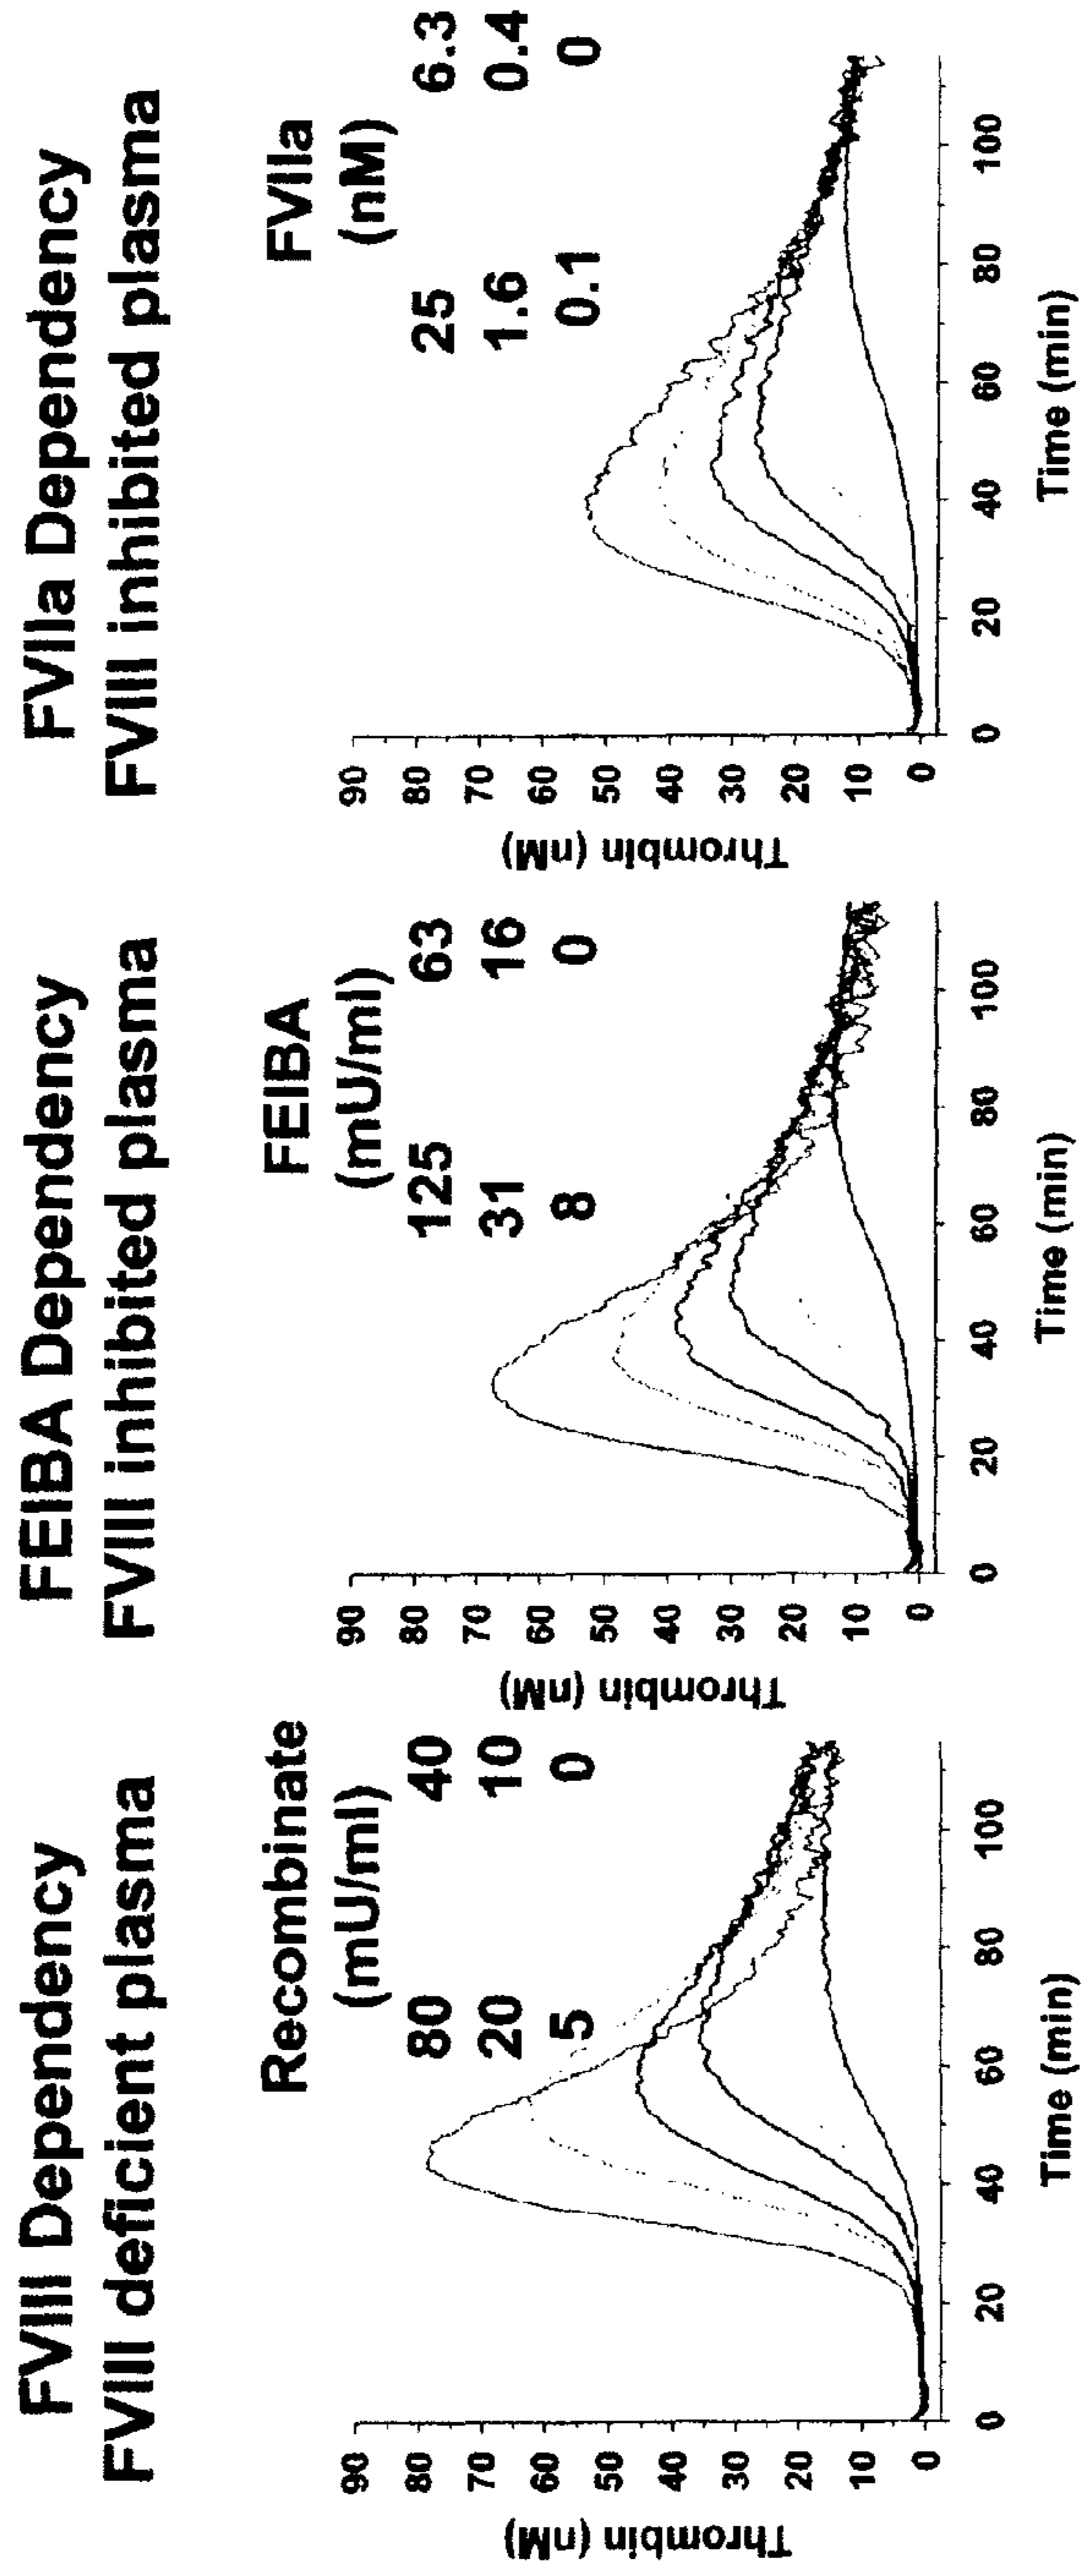 FVIII Dependency
FVIII deficient plasma
Recombinate
(mU/ml)
80 40
20 10
5 0
Thrombin (nM)
90
80
70
60
50
40
30
20
10
0
0 20 40 60 80 100
Time (min)
FEIBA Dependency
FVIII inhibited plasma
FEIBA
(mU/ml)
125 63
31 16
8 0
Thrombin (nM)
90
80
70
60
50
40
30
20
10
0
0 20 40 60 80 100
Time (min)
FVIIa Dependency
FVIII inhibited plasma
FVIIa
(nM)
25 6.3
1.6 0.4
0.1 0
Thrombin (nM)
90
80
70
60
50
40
30
20
10
0
0 20 40 60 80 100
Time (min)